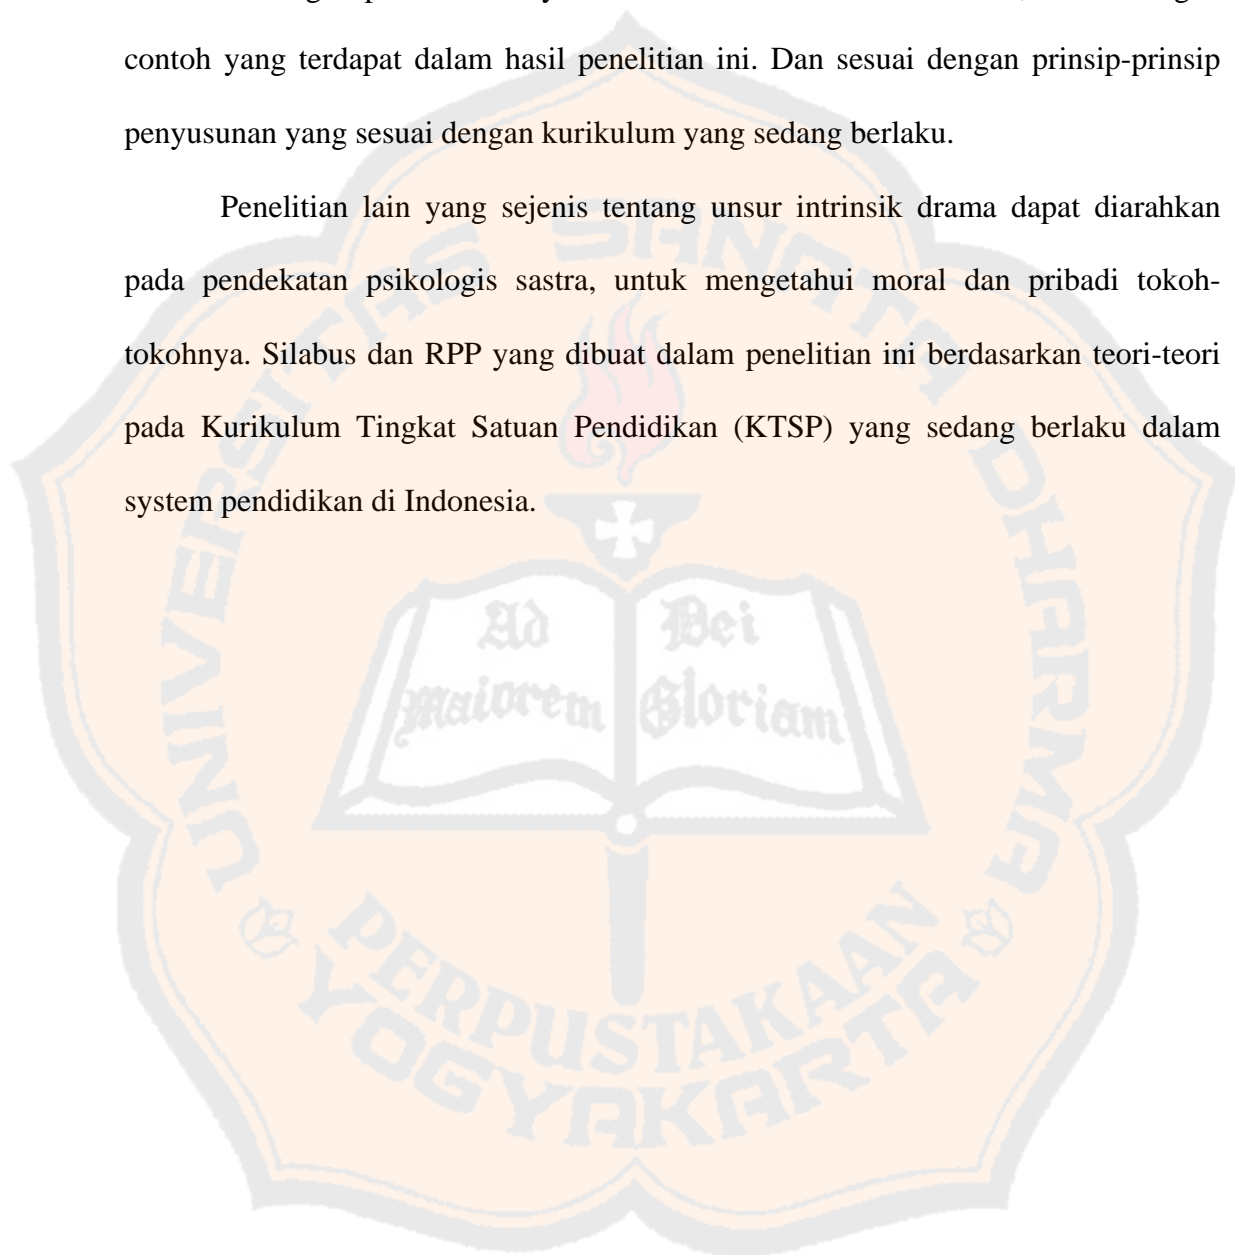 contoh yang terdapat dalam hasil penelitian ini. Dan sesuai dengan prinsip-prinsip
penyusunan yang sesuai dengan kurikulum yang sedang berlaku.
Penelitian lain yang sejenis tentang unsur intrinsik drama dapat diarahkan
pada pendekatan psikologis sastra, untuk mengetahui moral dan pribadi tokoh-
tokohnya. Silabus dan RPP yang dibuat dalam penelitian ini berdasarkan teori-teori
pada Kurikulum Tingkat Satuan Pendidikan (KTSP) yang sedang berlaku dalam
system pendidikan di Indonesia.
UNIVERSITAS SANATA DHARMA
Ad Dei
maiorem Gloriam
PERPUSTAKAAN
YOGYAKARTA